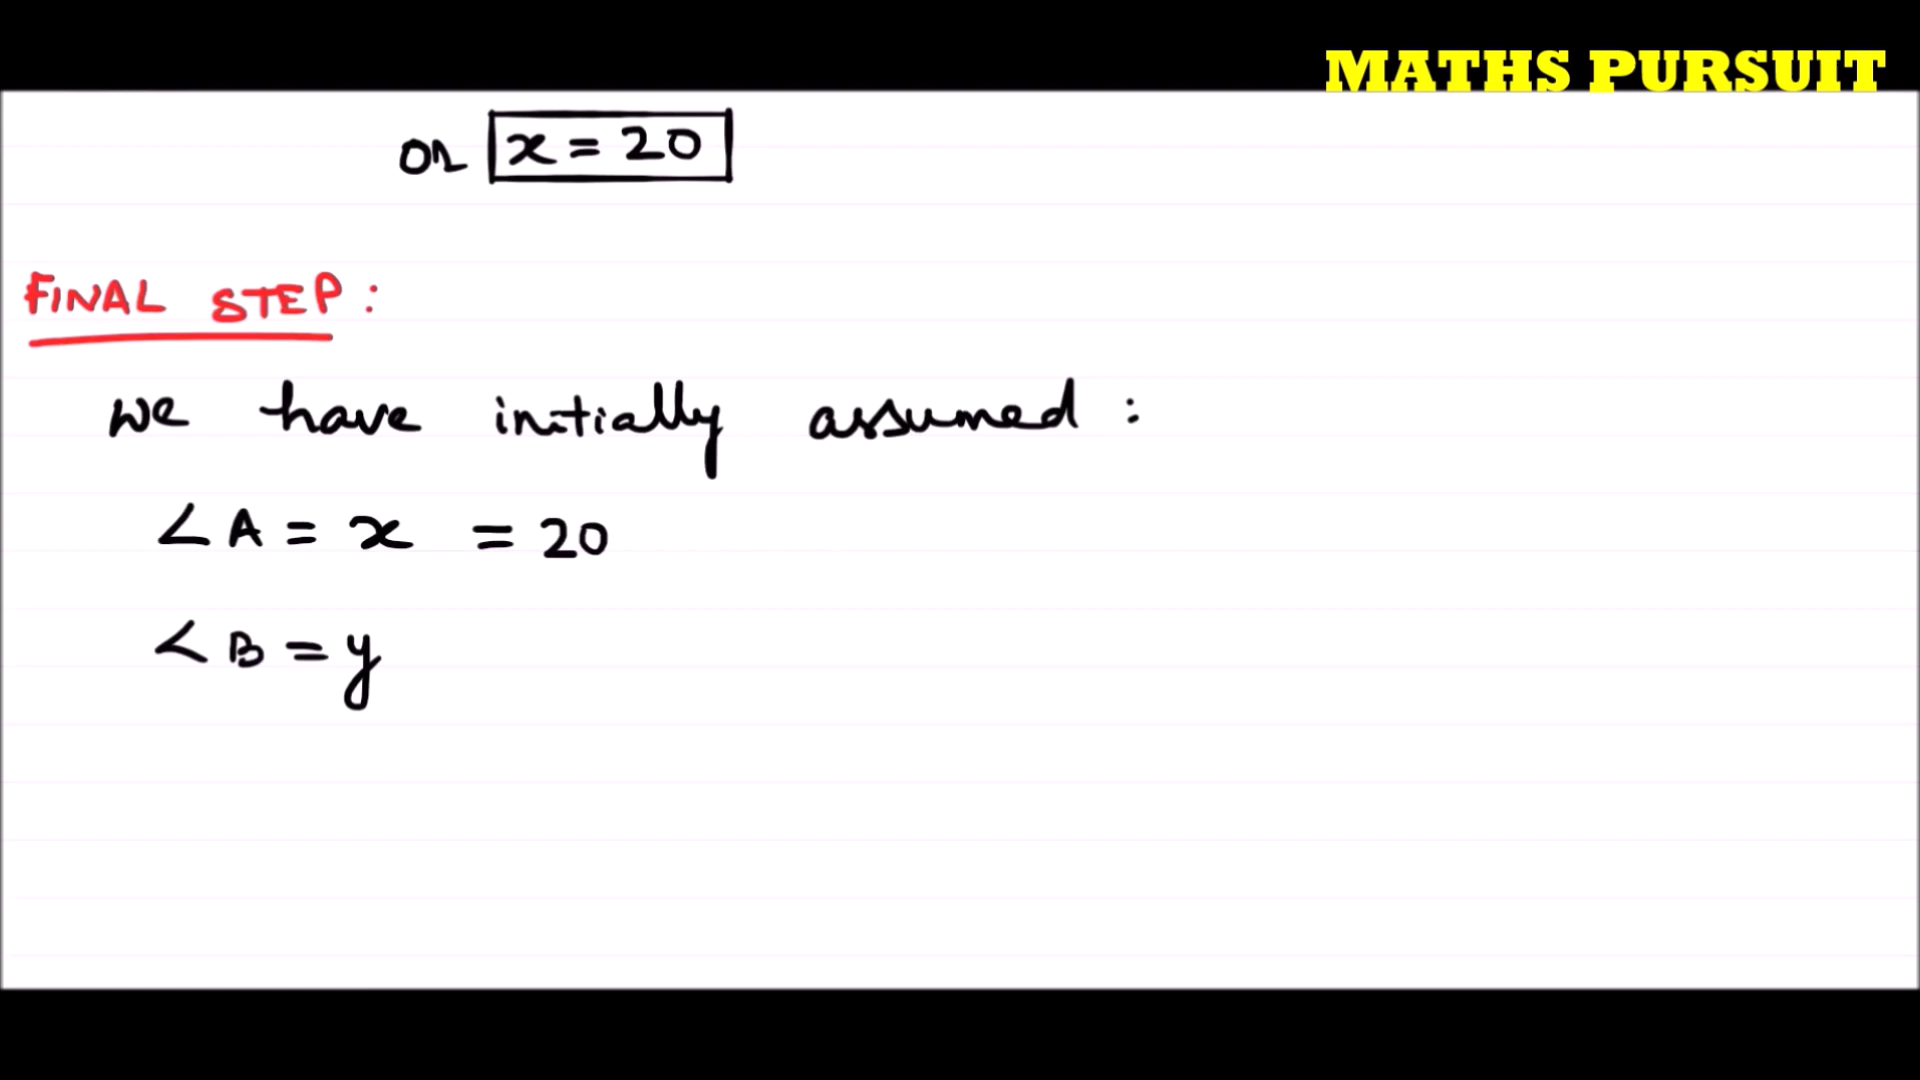 MATHS PURSUIT
or x = 20
FINAL STEP :
we have initially assumed :
∠A = x = 20
∠B = y